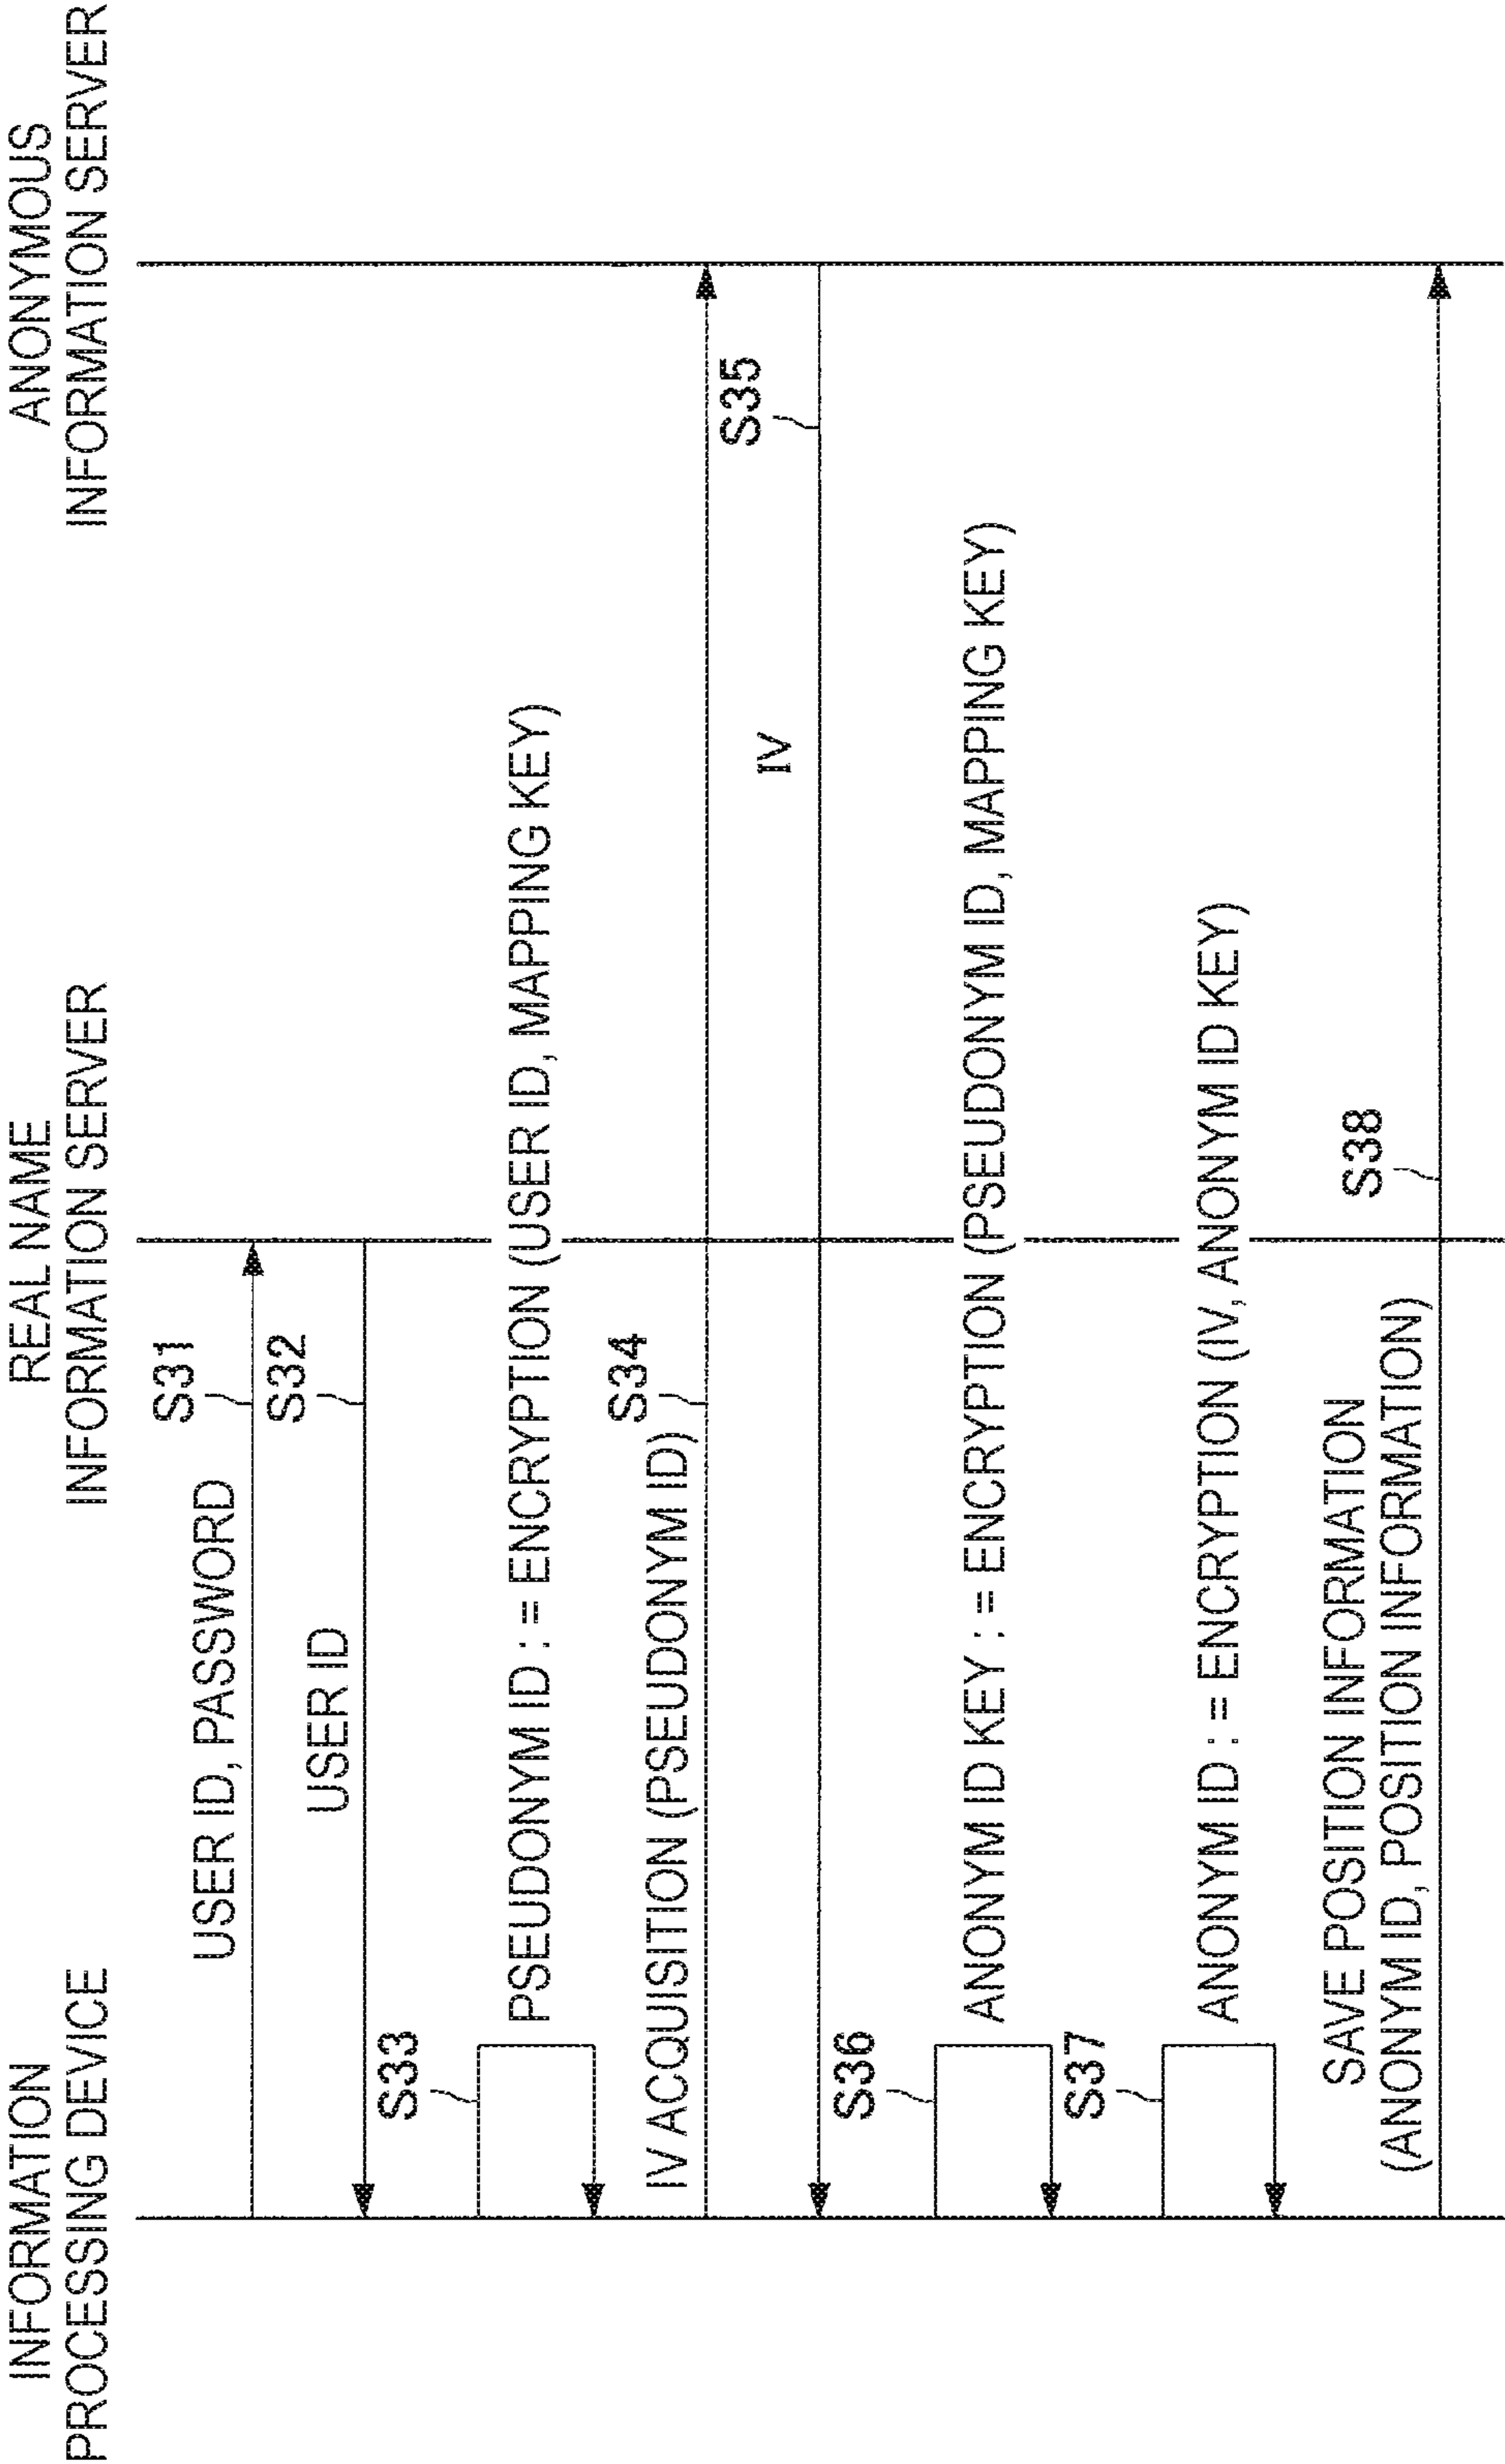 INFORMATION
PROCESSING DEVICE
REAL NAME
INFORMATION SERVER
ANONYMOUS
INFORMATION SERVER
S31
USER ID, PASSWORD
S32
USER ID
S33
PSEUDONYM ID : = ENCRYPTION (USER ID, MAPPING KEY)
S34
IV ACQUISITION (PSEUDONYM ID)
S35
IV
S36
ANONYM ID KEY : = ENCRYPTION (PSEUDONYM ID, MAPPING KEY)
S37
ANONYM ID : = ENCRYPTION (IV, ANONYM ID KEY)
SAVE POSITION INFORMATION
(ANONYM ID, POSITION INFORMATION)
S38